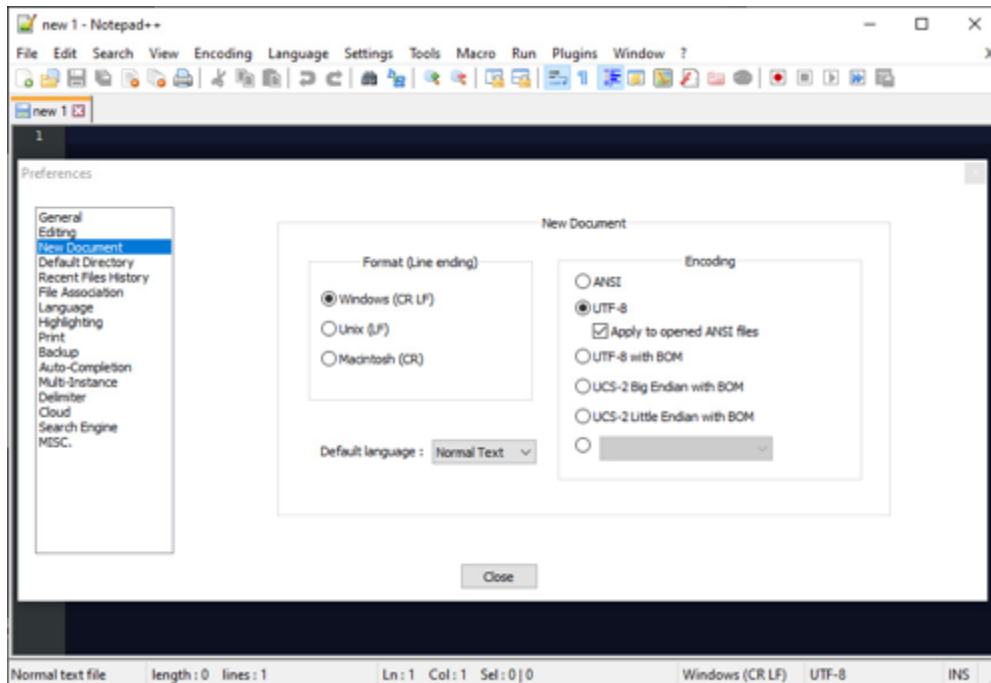 new 1 - Notepad++
File Edit Search View Encoding Language Settings Tools Macro Run Plugins Window ?
new 1
1
Preferences
General
Editing
New Document
Default Directory
Recent Files History
File Association
Language
Highlighting
Print
Backup
Auto-Completion
Multi-Instance
Delimiter
Cloud
Search Engine
MISC.
New Document
Format (Line ending)
Windows (CR LF)
Unix (LF)
Macintosh (CR)
Default language : Normal Text
Encoding
ANSI
UTF-8
Apply to opened ANSI files
UTF-8 with BOM
UCS-2 Big Endian with BOM
UCS-2 Little Endian with BOM
Close
Normal text file length : 0 lines : 1 Ln : 1 Col : 1 Sel : 0 | 0 Windows (CR LF) UTF-8 INS